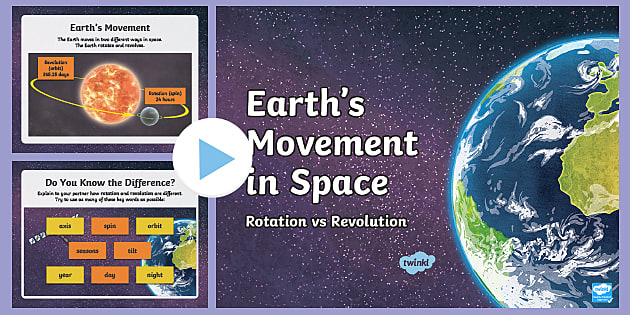 Earth's Movement
The Earth moves in two different ways in space.
The Earth rotates and revolves.
Revolution
(orbit)
365.25 days
Rotation (spin)
24 hours
Do You Know the Difference?
Explain to your partner how rotation and revolution are different.
Try to use as many of these key words as possible:
axis
spin
orbit
seasons
tilt
year
day
night
Earth's
Movement
in Space
Rotation vs Revolution
twinkl
twinkl